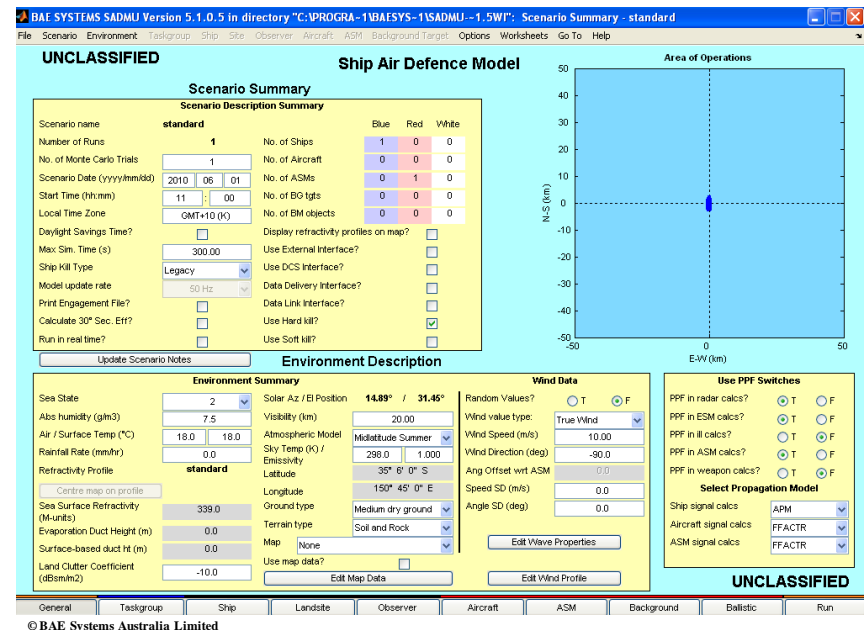 BAE SYSTEMS SADMU Version 5.1.0.5 in directory "C:\PROGRA~1\BAESYS~1\SADMU-~1.5WI": Scenario Summary - standard
File Scenario Environment Taskgroup Ship Site Observer Aircraft ASM Background Target Options Worksheets Go To Help
UNCLASSIFIED
Ship Air Defence Model
Scenario Summary
Scenario Description Summary
Scenario name standard Blue Red White
Number of Runs 1 No. of Ships 1 0 0
No. of Monte Carlo Trials 1 No. of Aircraft 0 0 0
Scenario Date (yyyy/mm/dd) 2010 06 01 No. of ASMs 0 1 0
Start Time (hh:mm) 11 : 00 No. of BG tgts 0 0 0
Local Time Zone GMT+10 (K) No. of BM objects 0 0 0
Daylight Savings Time? Display refractivity profiles on map?
Max Sim. Time (s) 300.00 Use External Interface?
Ship Kill Type Legacy Use DCS Interface?
Model update rate 50 Hz Data Delivery Interface?
Print Engagement File? Data Link Interface?
Calculate 30° Sec. Eff? Use Hard kill?
Run in real time? Use Soft kill?
Update Scenario Notes
Area of Operations
50
40
30
20
10
0
-10
-20
-30
-40
-50
N-S (km)
-50 0 50
E-W (km)
Environment Description
Environment Summary
Sea State 2 Solar Az / El Position 14.89° / 31.45°
Abs humidity (g/m3) 7.5 Visibility (km) 20.00
Air / Surface Temp (°C) 18.0 18.0 Atmospheric Model Midlatitude Summer
Rainfall Rate (mm/hr) 0.0 Sky Temp (K) / Emissivity 298.0 1.000
Refractivity Profile standard Latitude 35° 6' 0" S
Centre map on profile Longitude 150° 45' 0" E
Sea Surface Refractivity (M-units) 339.0 Ground type Medium dry ground
Evaporation Duct Height (m) 0.0 Terrain type Soil and Rock
Surface-based duct ht (m) 0.0 Map None
Land Clutter Coefficient (dBsm/m2) -10.0 Use map data?
Edit Map Data
Wind Data
Random Values? T F
Wind value type: True Wind
Wind Speed (m/s) 10.00
Wind Direction (deg) -90.0
Ang Offset wrt ASM 0.0
Speed SD (m/s) 0.0
Angle SD (deg) 0.0
Edit Wave Properties
Edit Wind Profile
Use PPF Switches
PPF in radar calcs? T F
PPF in ESM calcs? T F
PPF in ill calcs? T F
PPF in ASM calcs? T F
PPF in weapon calcs? T F
Select Propagation Model
Ship signal calcs APM
Aircraft signal calcs FFACTR
ASM signal calcs FFACTR
UNCLASSIFIED
General Taskgroup Ship Landsite Observer Aircraft ASM Background Ballistic Run
© BAE Systems Australia Limited